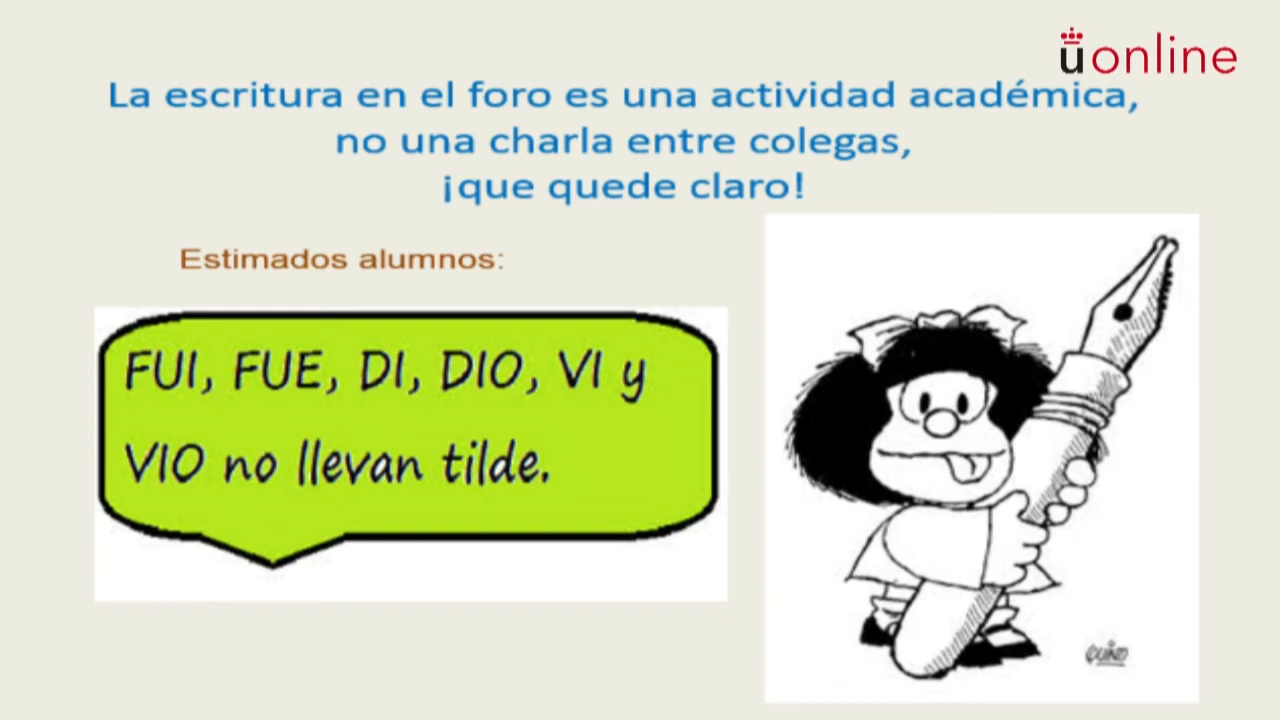 uonline
La escritura en el foro es una actividad académica,
no una charla entre colegas,
¡que quede claro!
Estimados alumnos:
FUI, FUE, DI, DIO, VI y
VIO no llevan tilde.
QUINO